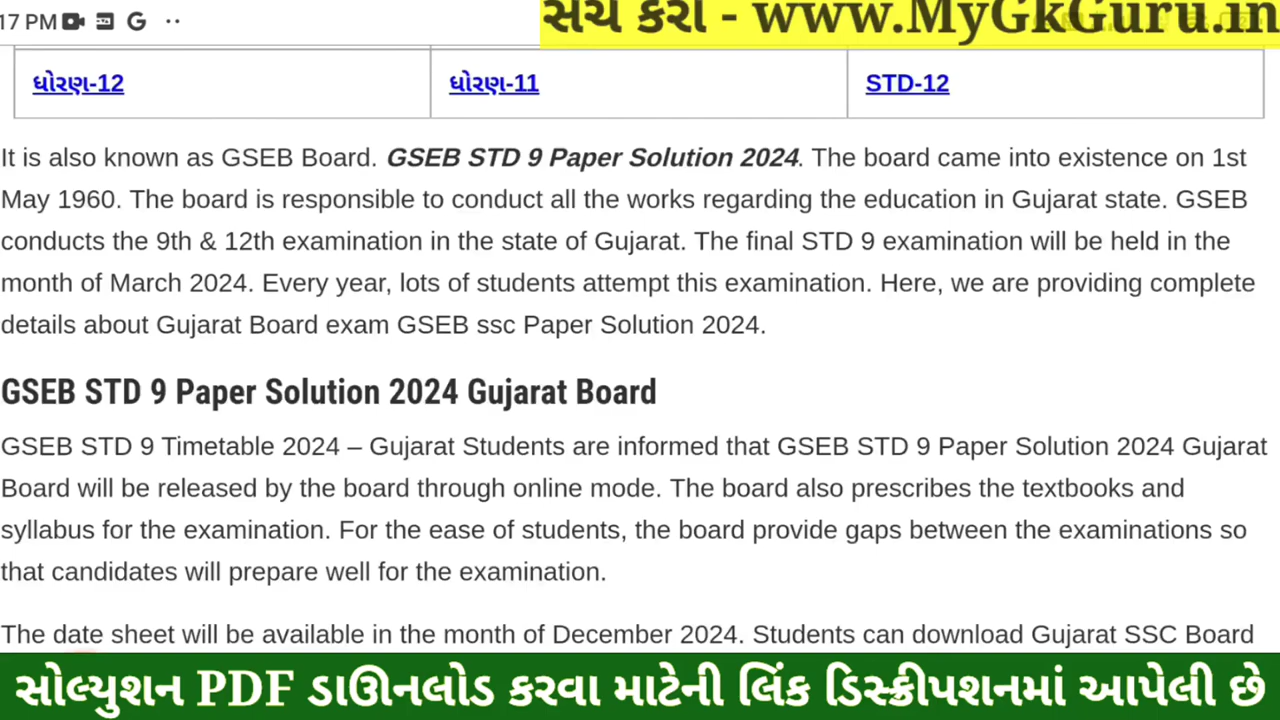 17 PM
સર્ચ કરો - www.MyGkGuru.in
ધોરણ-12 ધોરણ-11 STD-12
It is also known as GSEB Board. GSEB STD 9 Paper Solution 2024. The board came into existence on 1st
May 1960. The board is responsible to conduct all the works regarding the education in Gujarat state. GSEB
conducts the 9th & 12th examination in the state of Gujarat. The final STD 9 examination will be held in the
month of March 2024. Every year, lots of students attempt this examination. Here, we are providing complete
details about Gujarat Board exam GSEB ssc Paper Solution 2024.
GSEB STD 9 Paper Solution 2024 Gujarat Board
GSEB STD 9 Timetable 2024 – Gujarat Students are informed that GSEB STD 9 Paper Solution 2024 Gujarat
Board will be released by the board through online mode. The board also prescribes the textbooks and
syllabus for the examination. For the ease of students, the board provide gaps between the examinations so
that candidates will prepare well for the examination.
The date sheet will be available in the month of December 2024. Students can download Gujarat SSC Board
સોલ્યુશન PDF ડાઊનલોડ કરવા માટેની લિંક ડિસ્ક્રીપશનમાં આપેલી છે